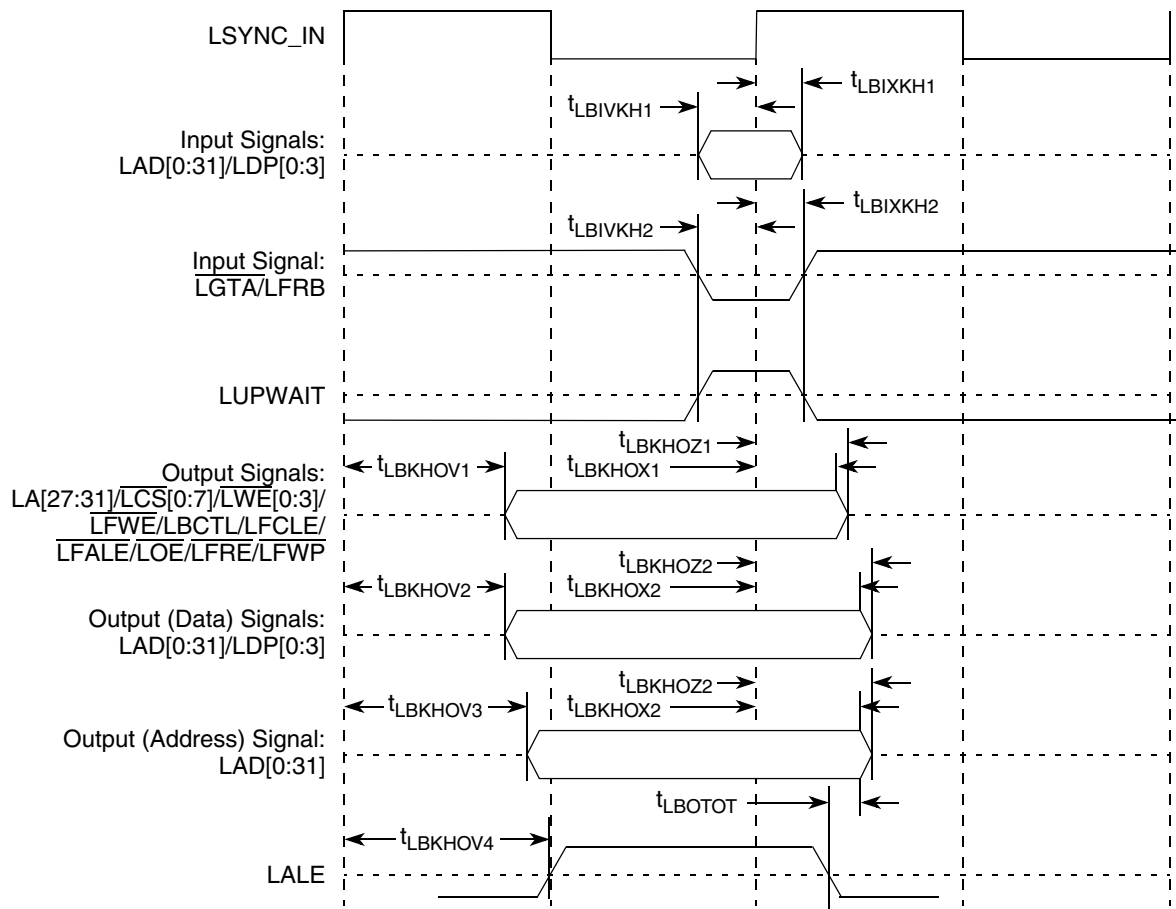 LSYNC_IN
tLBIXKH1
tLBIVKH1
Input Signals:
LAD[0:31]/LDP[0:3]
tLBIXKH2
tLBIVKH2
Input Signal:
LGTA/LFRB
LUPWAIT
tLBKHOZ1
tLBKHOV1
tLBKHOX1
Output Signals:
LA[27:31]/LCS[0:7]/LWE[0:3]/
LFWE/LBCTL/LFCLE/
LFALE/LOE/LFRE/LFWP
tLBKHOZ2
tLBKHOV2
tLBKHOX2
Output (Data) Signals:
LAD[0:31]/LDP[0:3]
tLBKHOZ2
tLBKHOV3
tLBKHOX2
Output (Address) Signal:
LAD[0:31]
tLBOTOT
tLBKHOV4
LALE